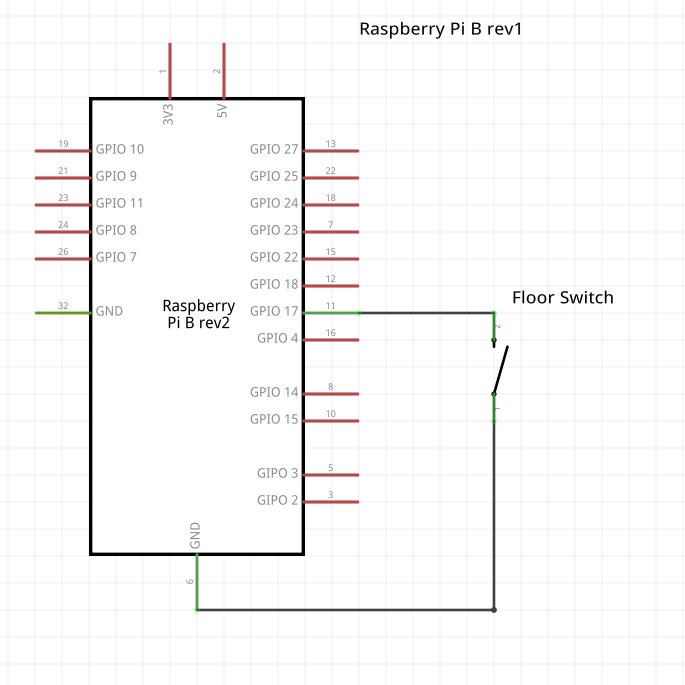 Raspberry Pi B rev1
1
2
3V3
5V
19
GPIO 10
GPIO 27
13
21
GPIO 9
GPIO 25
22
23
GPIO 11
GPIO 24
18
24
GPIO 8
GPIO 23
7
26
GPIO 7
GPIO 22
15
GPIO 18
12
Floor Switch
32
GND
Raspberry
Pi B rev2
GPIO 17
11
2
GPIO 4
16
GPIO 14
8
1
GPIO 15
10
GIPO 3
5
GIPO 2
3
GND
6